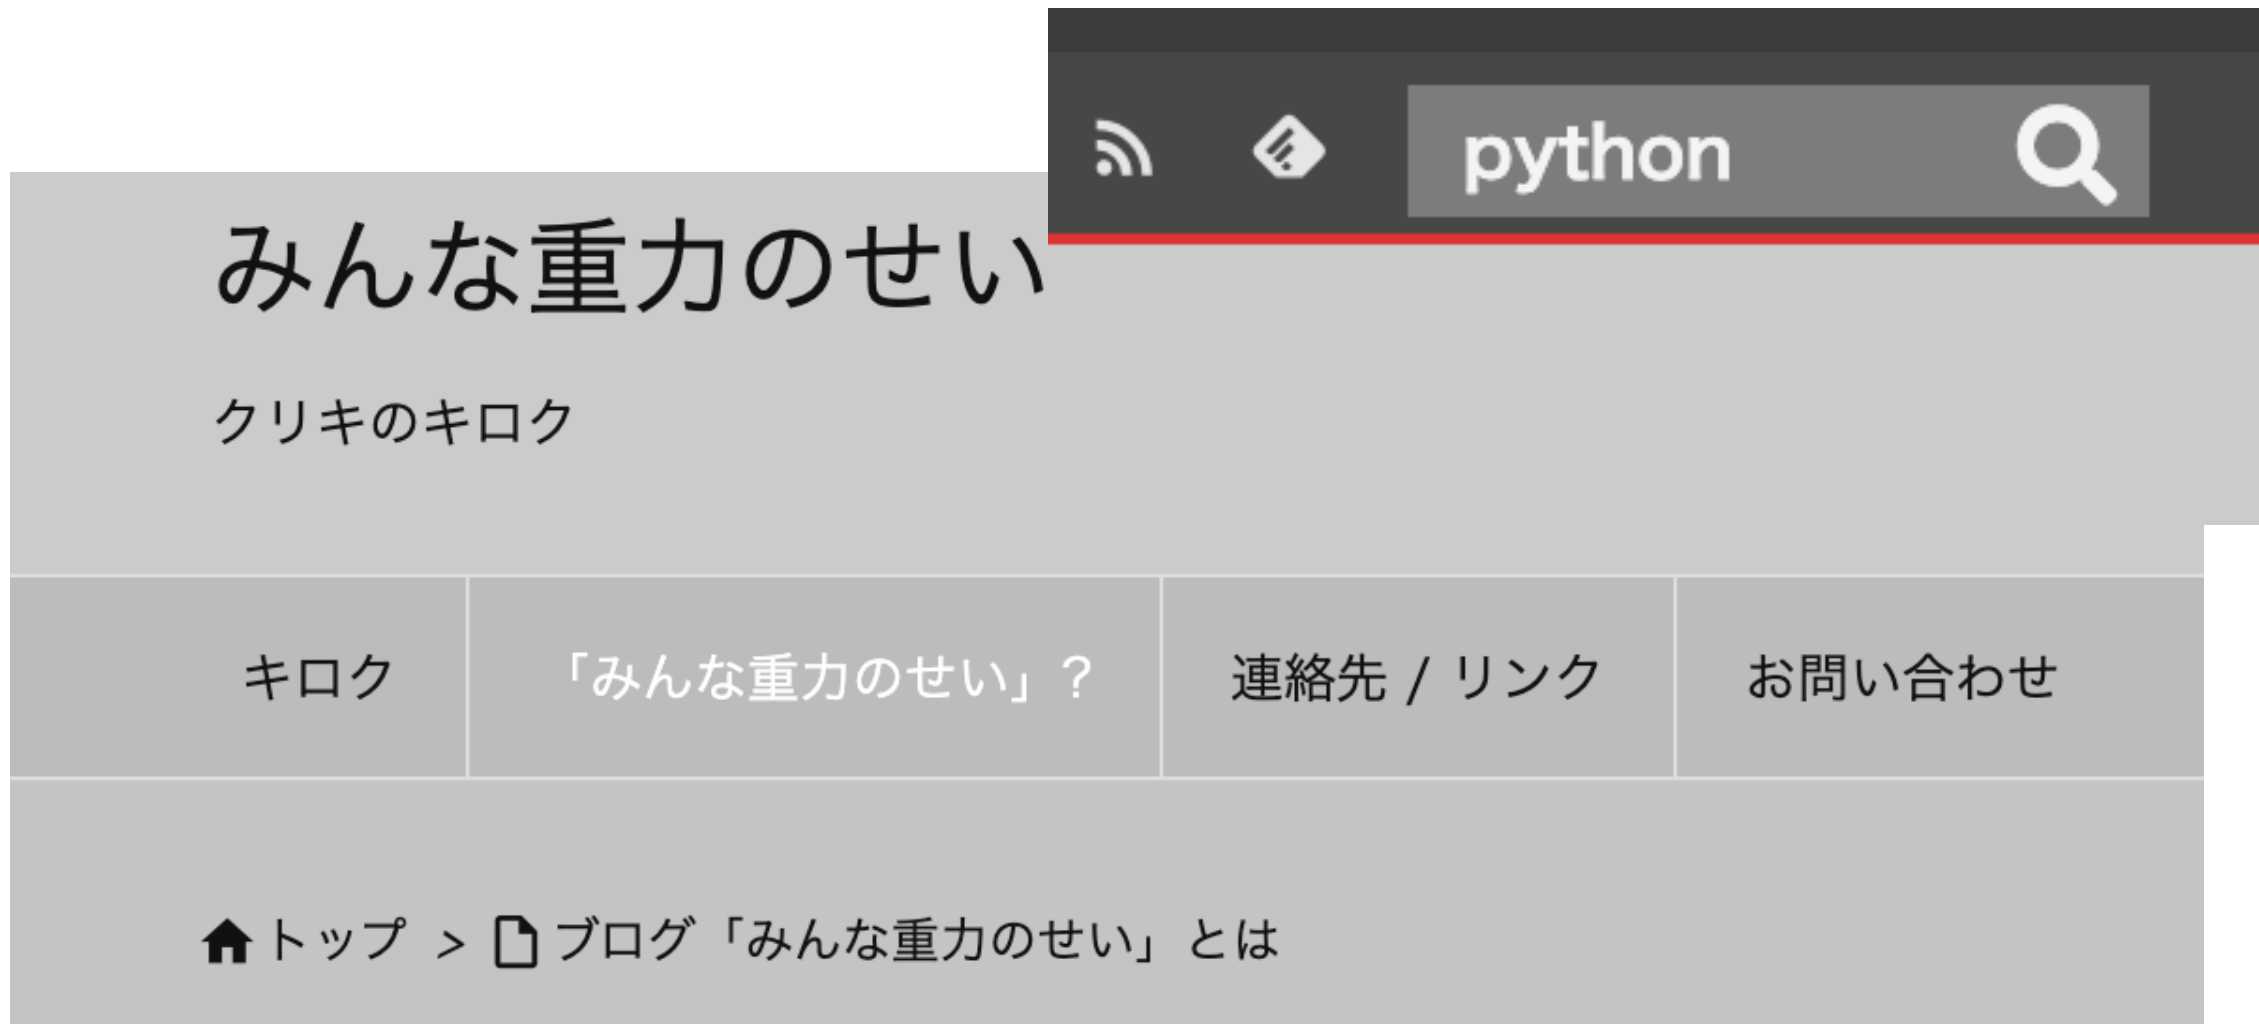 python
みんな重力のせい
クリキのキロク
キロク
「みんな重力のせい」？
連絡先 / リンク
お問い合わせ
トップ > ブログ「みんな重力のせい」とは